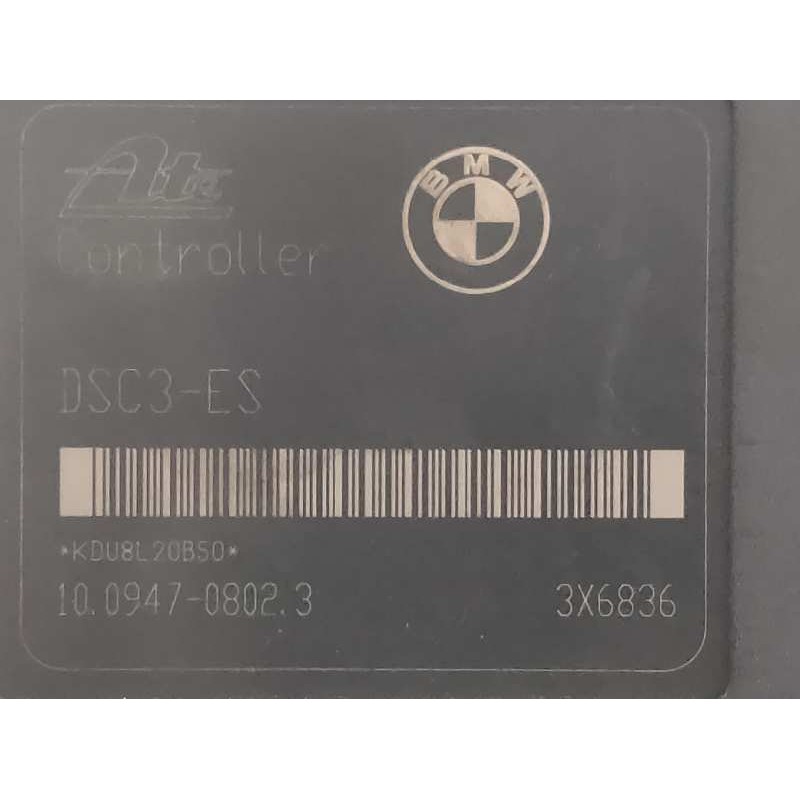 Ate
BMW
Controller
DSC3-ES
*KDU8L20B50*
10.0947-0802.3 3X6836